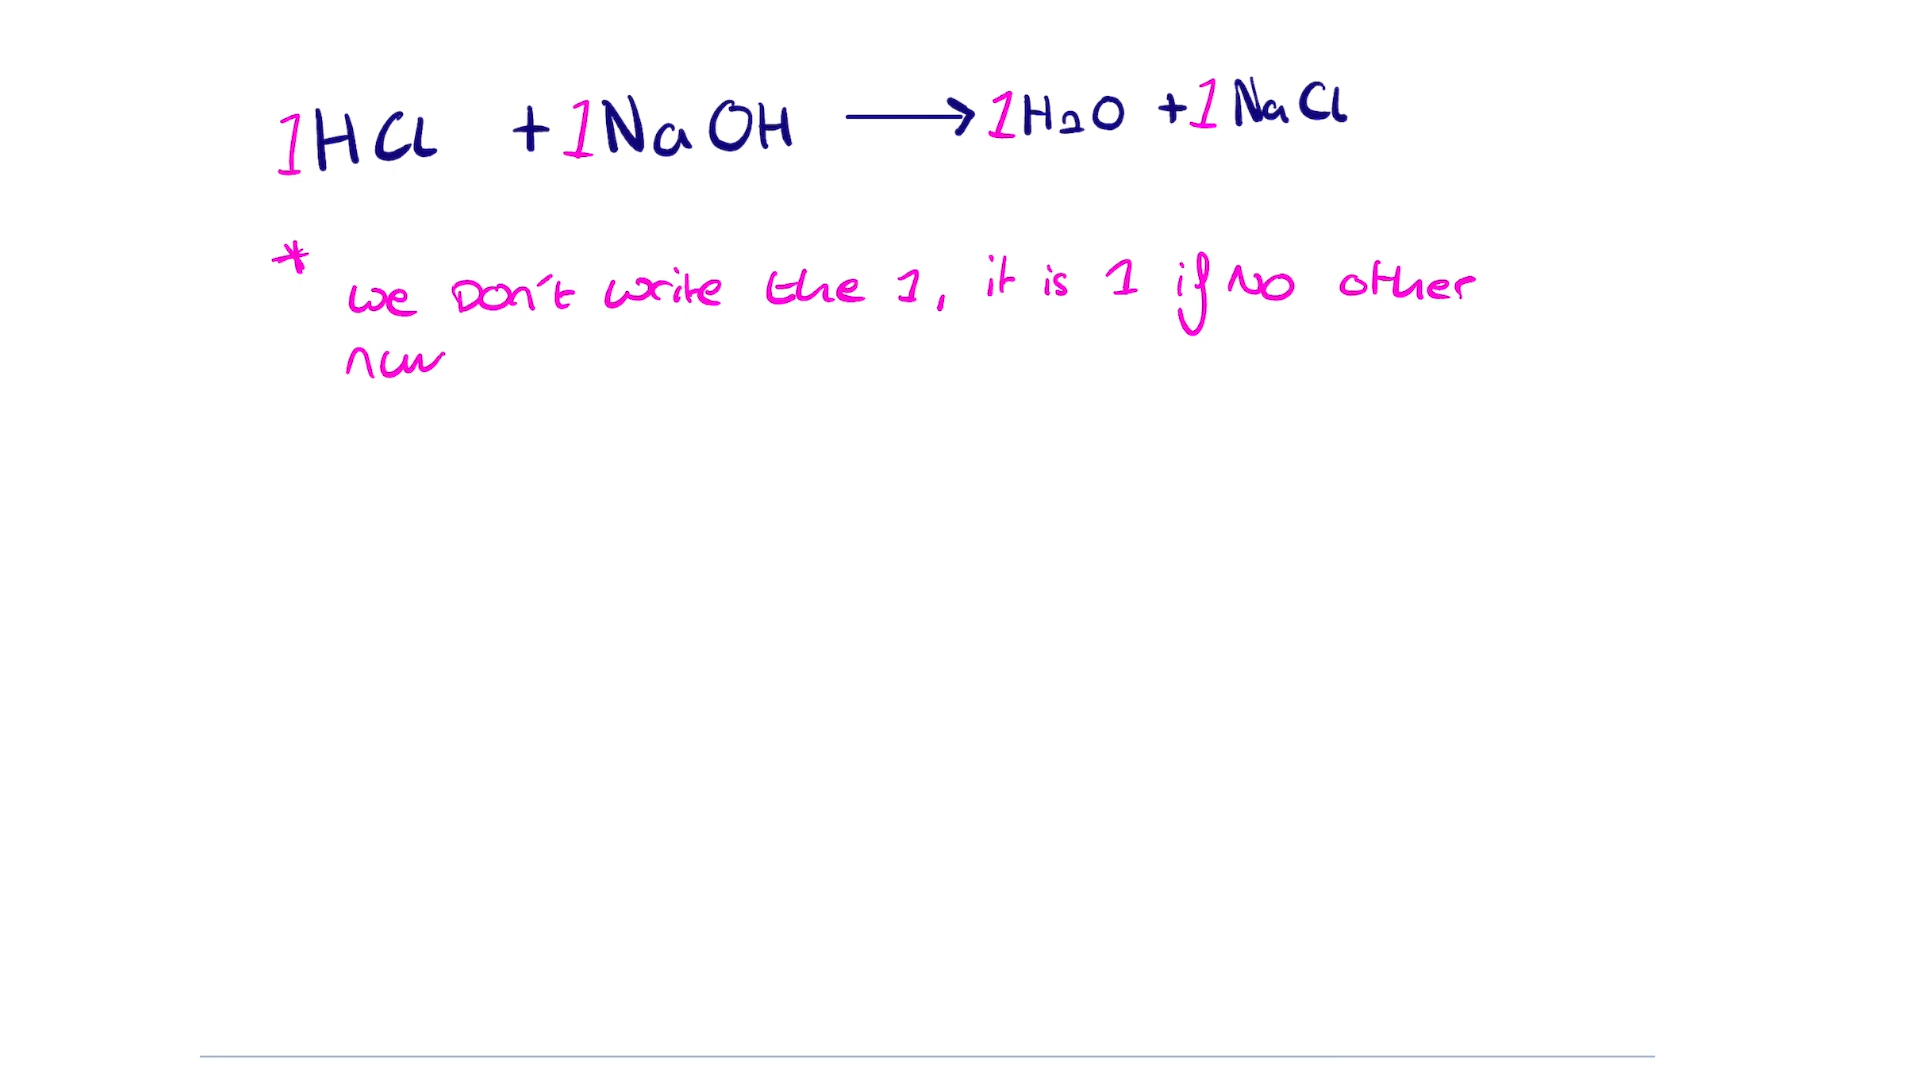 1HCl + 1NaOH → 1H2O + 1NaCl
* we Don't write the 1, it is 1 if No other